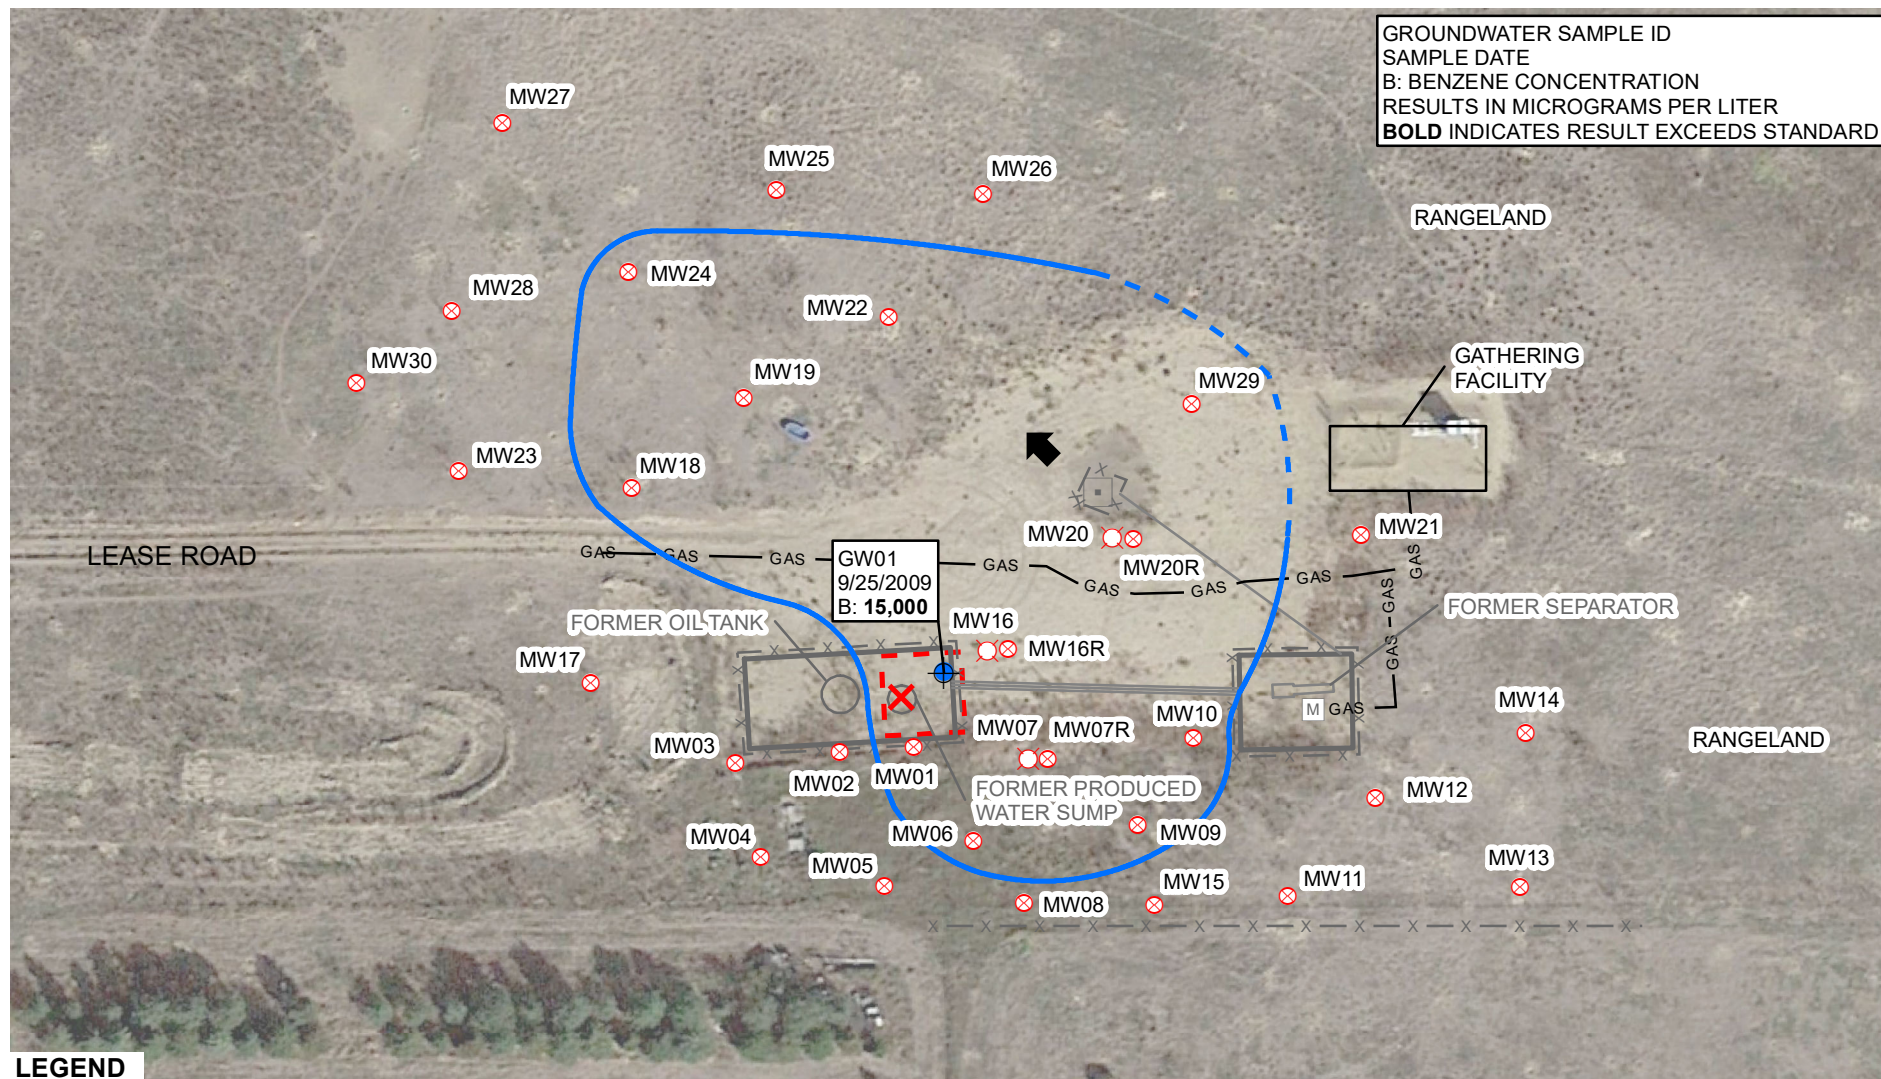 GROUNDWATER SAMPLE ID
SAMPLE DATE
B: BENZENE CONCENTRATION
RESULTS IN MICROGRAMS PER LITER
BOLD INDICATES RESULT EXCEEDS STANDARD
MW27
MW25
MW26
RANGELAND
MW24
MW28
MW22
MW30
MW19
MW29
GATHERING
FACILITY
MW23
MW18
MW20
MW21
LEASE ROAD
GAS
GAS
GAS
GAS
GAS
GAS
GAS
GAS
GAS
GAS
GW01
9/25/2009
B: 15,000
MW20R
FORMER OIL TANK
FORMER SEPARATOR
MW16
MW16R
MW17
M
GAS
MW14
MW10
MW07
MW07R
MW03
RANGELAND
MW02
MW01
FORMER PRODUCED
WATER SUMP
MW12
MW04
MW06
MW09
MW05
MW15
MW11
MW13
MW08
LEGEND